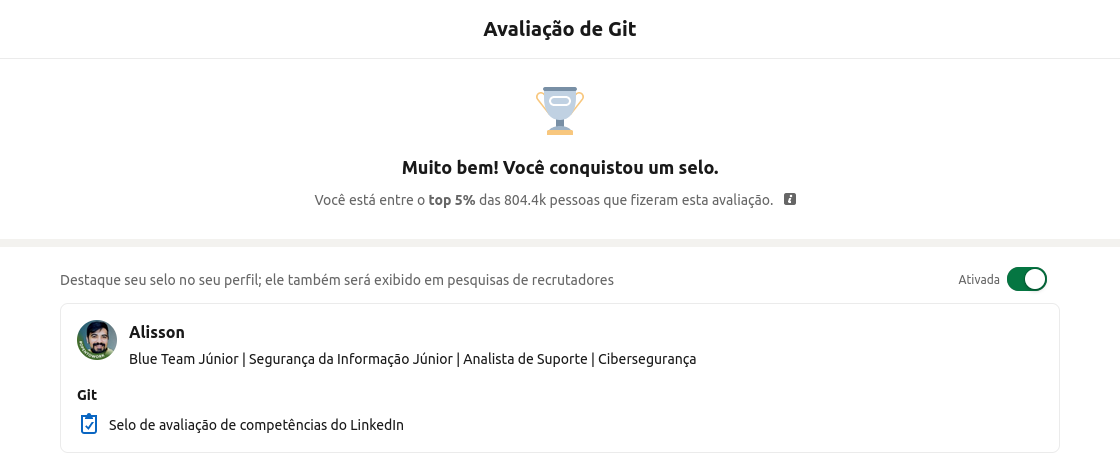 Avaliação de Git
Muito bem! Você conquistou um selo.
Você está entre o top 5% das 804.4k pessoas que fizeram esta avaliação.
Destaque seu selo no seu perfil; ele também será exibido em pesquisas de recrutadores
Ativada
Alisson
Blue Team Júnior | Segurança da Informação Júnior | Analista de Suporte | Cibersegurança
Git
Selo de avaliação de competências do LinkedIn